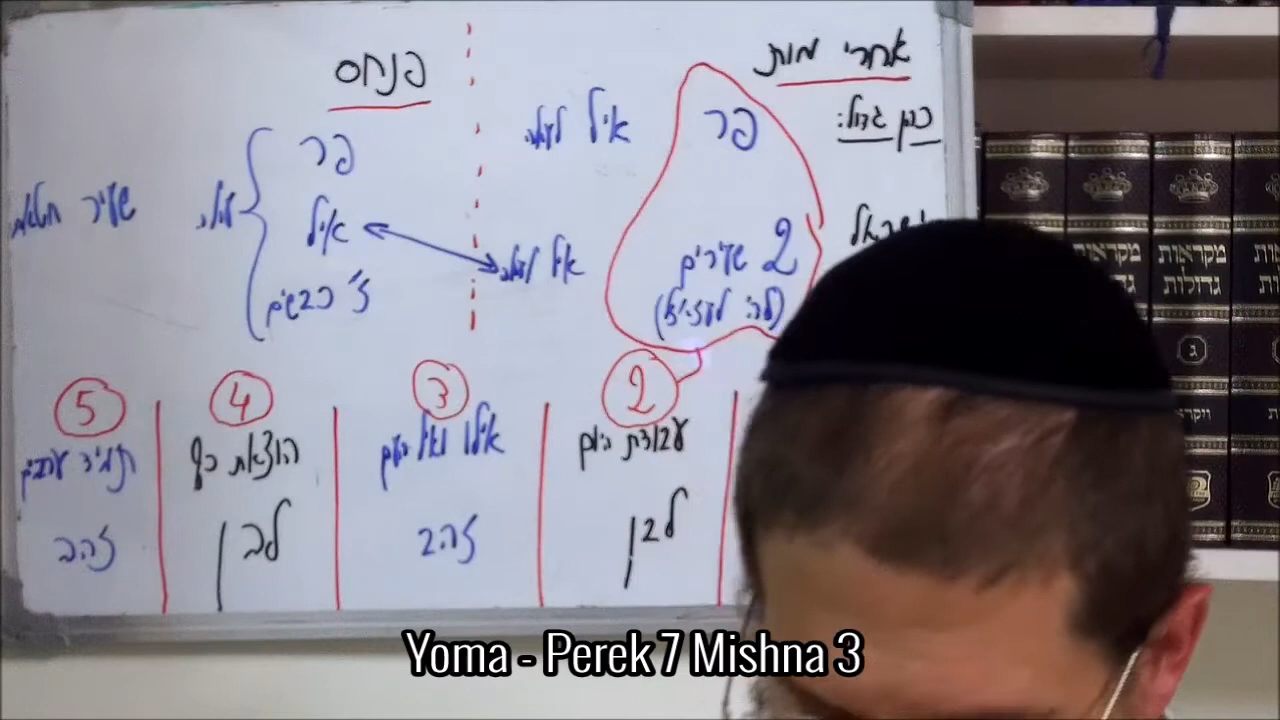 אחרי מות
כהן גדול:
פר
איל לעולה
ישראל
2 שעירים
(לה' לעזאזל)
איל לעולה
פנחס
פר
איל
ז' כבשים
עולה
שעיר חטאת
2
עבודת היום
לבן
3
אילו ואיל העם
זהב
4
הוצאת כף
לבן
5
תמיד ערבים
זהב
מקראות
גדולות
מקראות
גדולות
ג
ויקרא
Yoma - Perek 7 Mishna 3